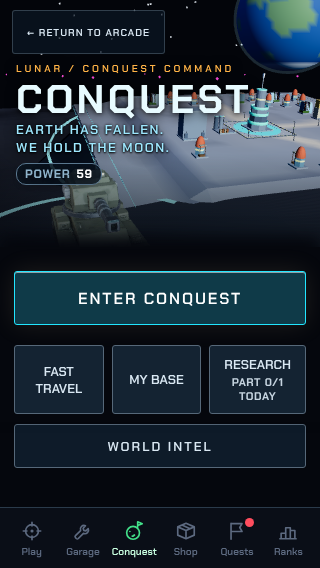 ← RETURN TO ARCADE
LUNAR / CONQUEST COMMAND
CONQUEST
EARTH HAS FALLEN.
WE HOLD THE MOON.
POWER 59
ENTER CONQUEST
FAST
TRAVEL
MY BASE
RESEARCH
PART 0/1
TODAY
WORLD INTEL
Play
Garage
Conquest
Shop
Quests
Ranks